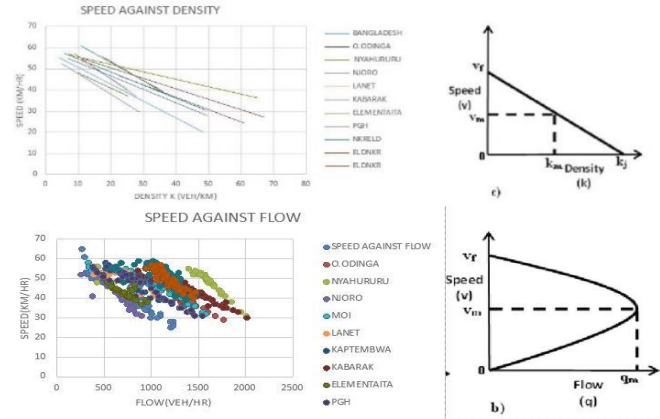 SPEED AGAINST DENSITY
SPEED (KM/HR)
70
60
50
40
30
20
10
0
0 10 20 30 40 50 60 70 80
DENSITY K (VEH/KM)
BANGLADESH
O.ODINGA
NYAHURURU
NJORO
LANET
KABARAK
ELEMENTAITA
PGH
NKRELD
ELDNKR
ELDNKR
vf
Speed
(v)
vm
0
km Density kj
(k)
c)
SPEED AGAINST FLOW
SPEED(KM/HR)
70
60
50
40
30
20
10
0
0 500 1000 1500 2000 2500
FLOW(VEH/HR)
SPEED AGAINST FLOW
O.ODINGA
NYAHURURU
NJORO
MOI
LANET
KAPTEMBWA
KABARAK
ELEMENTAITA
PGH
vf
Speed
(v)
vm
0
qm
Flow
(q)
b)